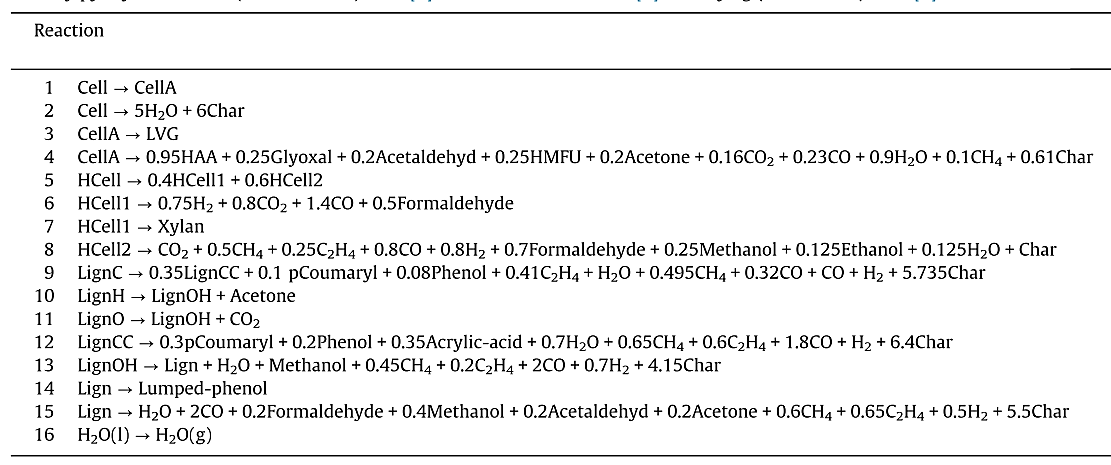 Reaction
1 Cell → CellA
2 Cell → 5H₂O + 6Char
3 CellA → LVG
4 CellA → 0.95HAA + 0.25Glyoxal + 0.2Acetaldehyd + 0.25HMFU + 0.2Acetone + 0.16CO₂ + 0.23CO + 0.9H₂O + 0.1CH₄ + 0.61Char
5 HCell → 0.4HCell1 + 0.6HCell2
6 HCell1 → 0.75H₂ + 0.8CO₂ + 1.4CO + 0.5Formaldehyde
7 HCell1 → Xylan
8 HCell2 → CO₂ + 0.5CH₄ + 0.25C₂H₄ + 0.8CO + 0.8H₂ + 0.7Formaldehyde + 0.25Methanol + 0.125Ethanol + 0.125H₂O + Char
9 LignC → 0.35LignCC + 0.1 pCoumaryl + 0.08Phenol + 0.41C₂H₄ + H₂O + 0.495CH₄ + 0.32CO + CO + H₂ + 5.735Char
10 LignH → LignOH + Acetone
11 LignO → LignOH + CO₂
12 LignCC → 0.3pCoumaryl + 0.2Phenol + 0.35Acrylic-acid + 0.7H₂O + 0.65CH₄ + 0.6C₂H₄ + 1.8CO + H₂ + 6.4Char
13 LignOH → Lign + H₂O + Methanol + 0.45CH₄ + 0.2C₂H₄ + 2CO + 0.7H₂ + 4.15Char
14 Lign → Lumped-phenol
15 Lign → H₂O + 2CO + 0.2Formaldehyde + 0.4Methanol + 0.2Acetaldehyd + 0.2Acetone + 0.6CH₄ + 0.65C₂H₄ + 0.5H₂ + 5.5Char
16 H₂O(l) → H₂O(g)